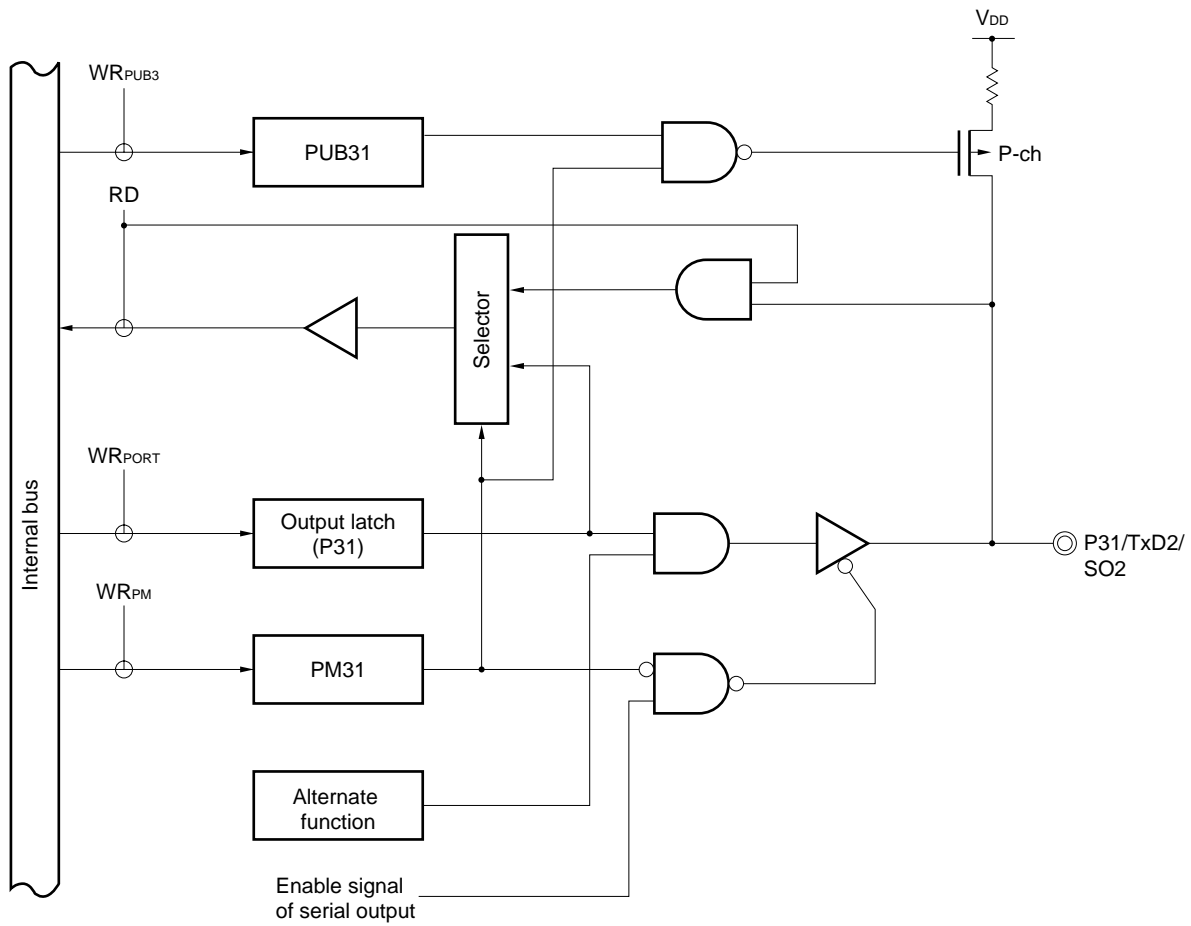 VDD
WRPUB3
PUB31
P-ch
RD
Selector
WRPORT
Internal bus
Output latch
(P31)
P31/TxD2/
SO2
WRPM
PM31
Alternate
function
Enable signal
of serial output